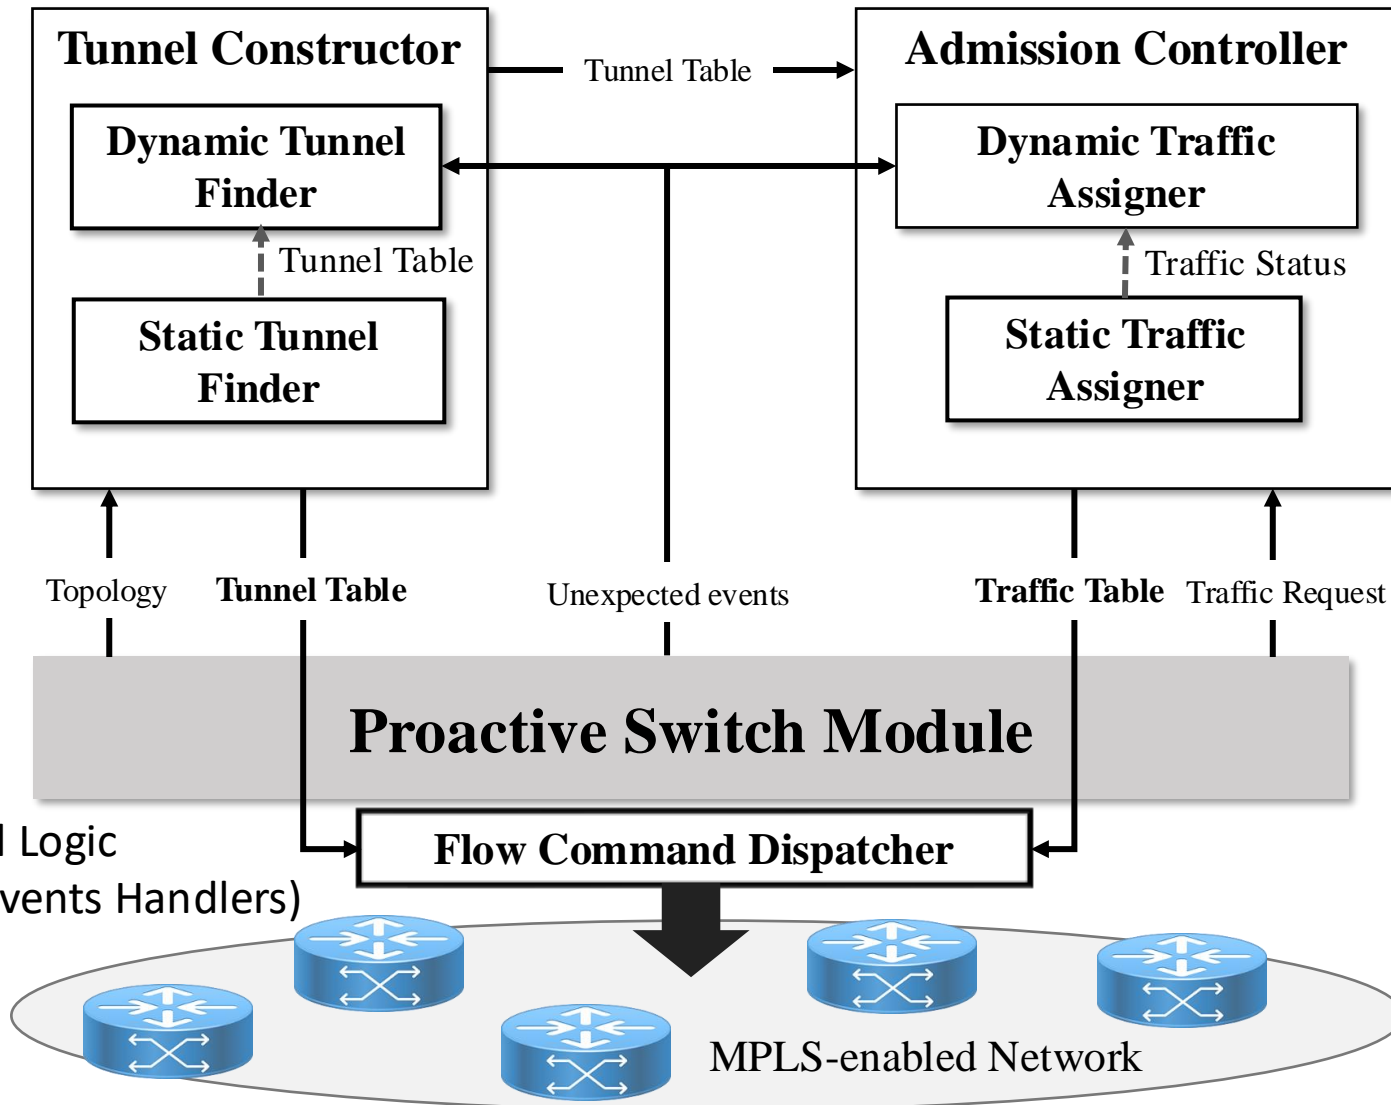 Tunnel Constructor
Admission Controller
Tunnel Table
Dynamic Tunnel
Finder
Dynamic Traffic
Assigner
Tunnel Table
Traffic Status
Static Tunnel
Finder
Static Traffic
Assigner
Topology
Tunnel Table
Unexpected events
Traffic Table
Traffic Request
Proactive Switch Module
Flow Command Dispatcher
Logic
Handlers)
MPLS-enabled Network